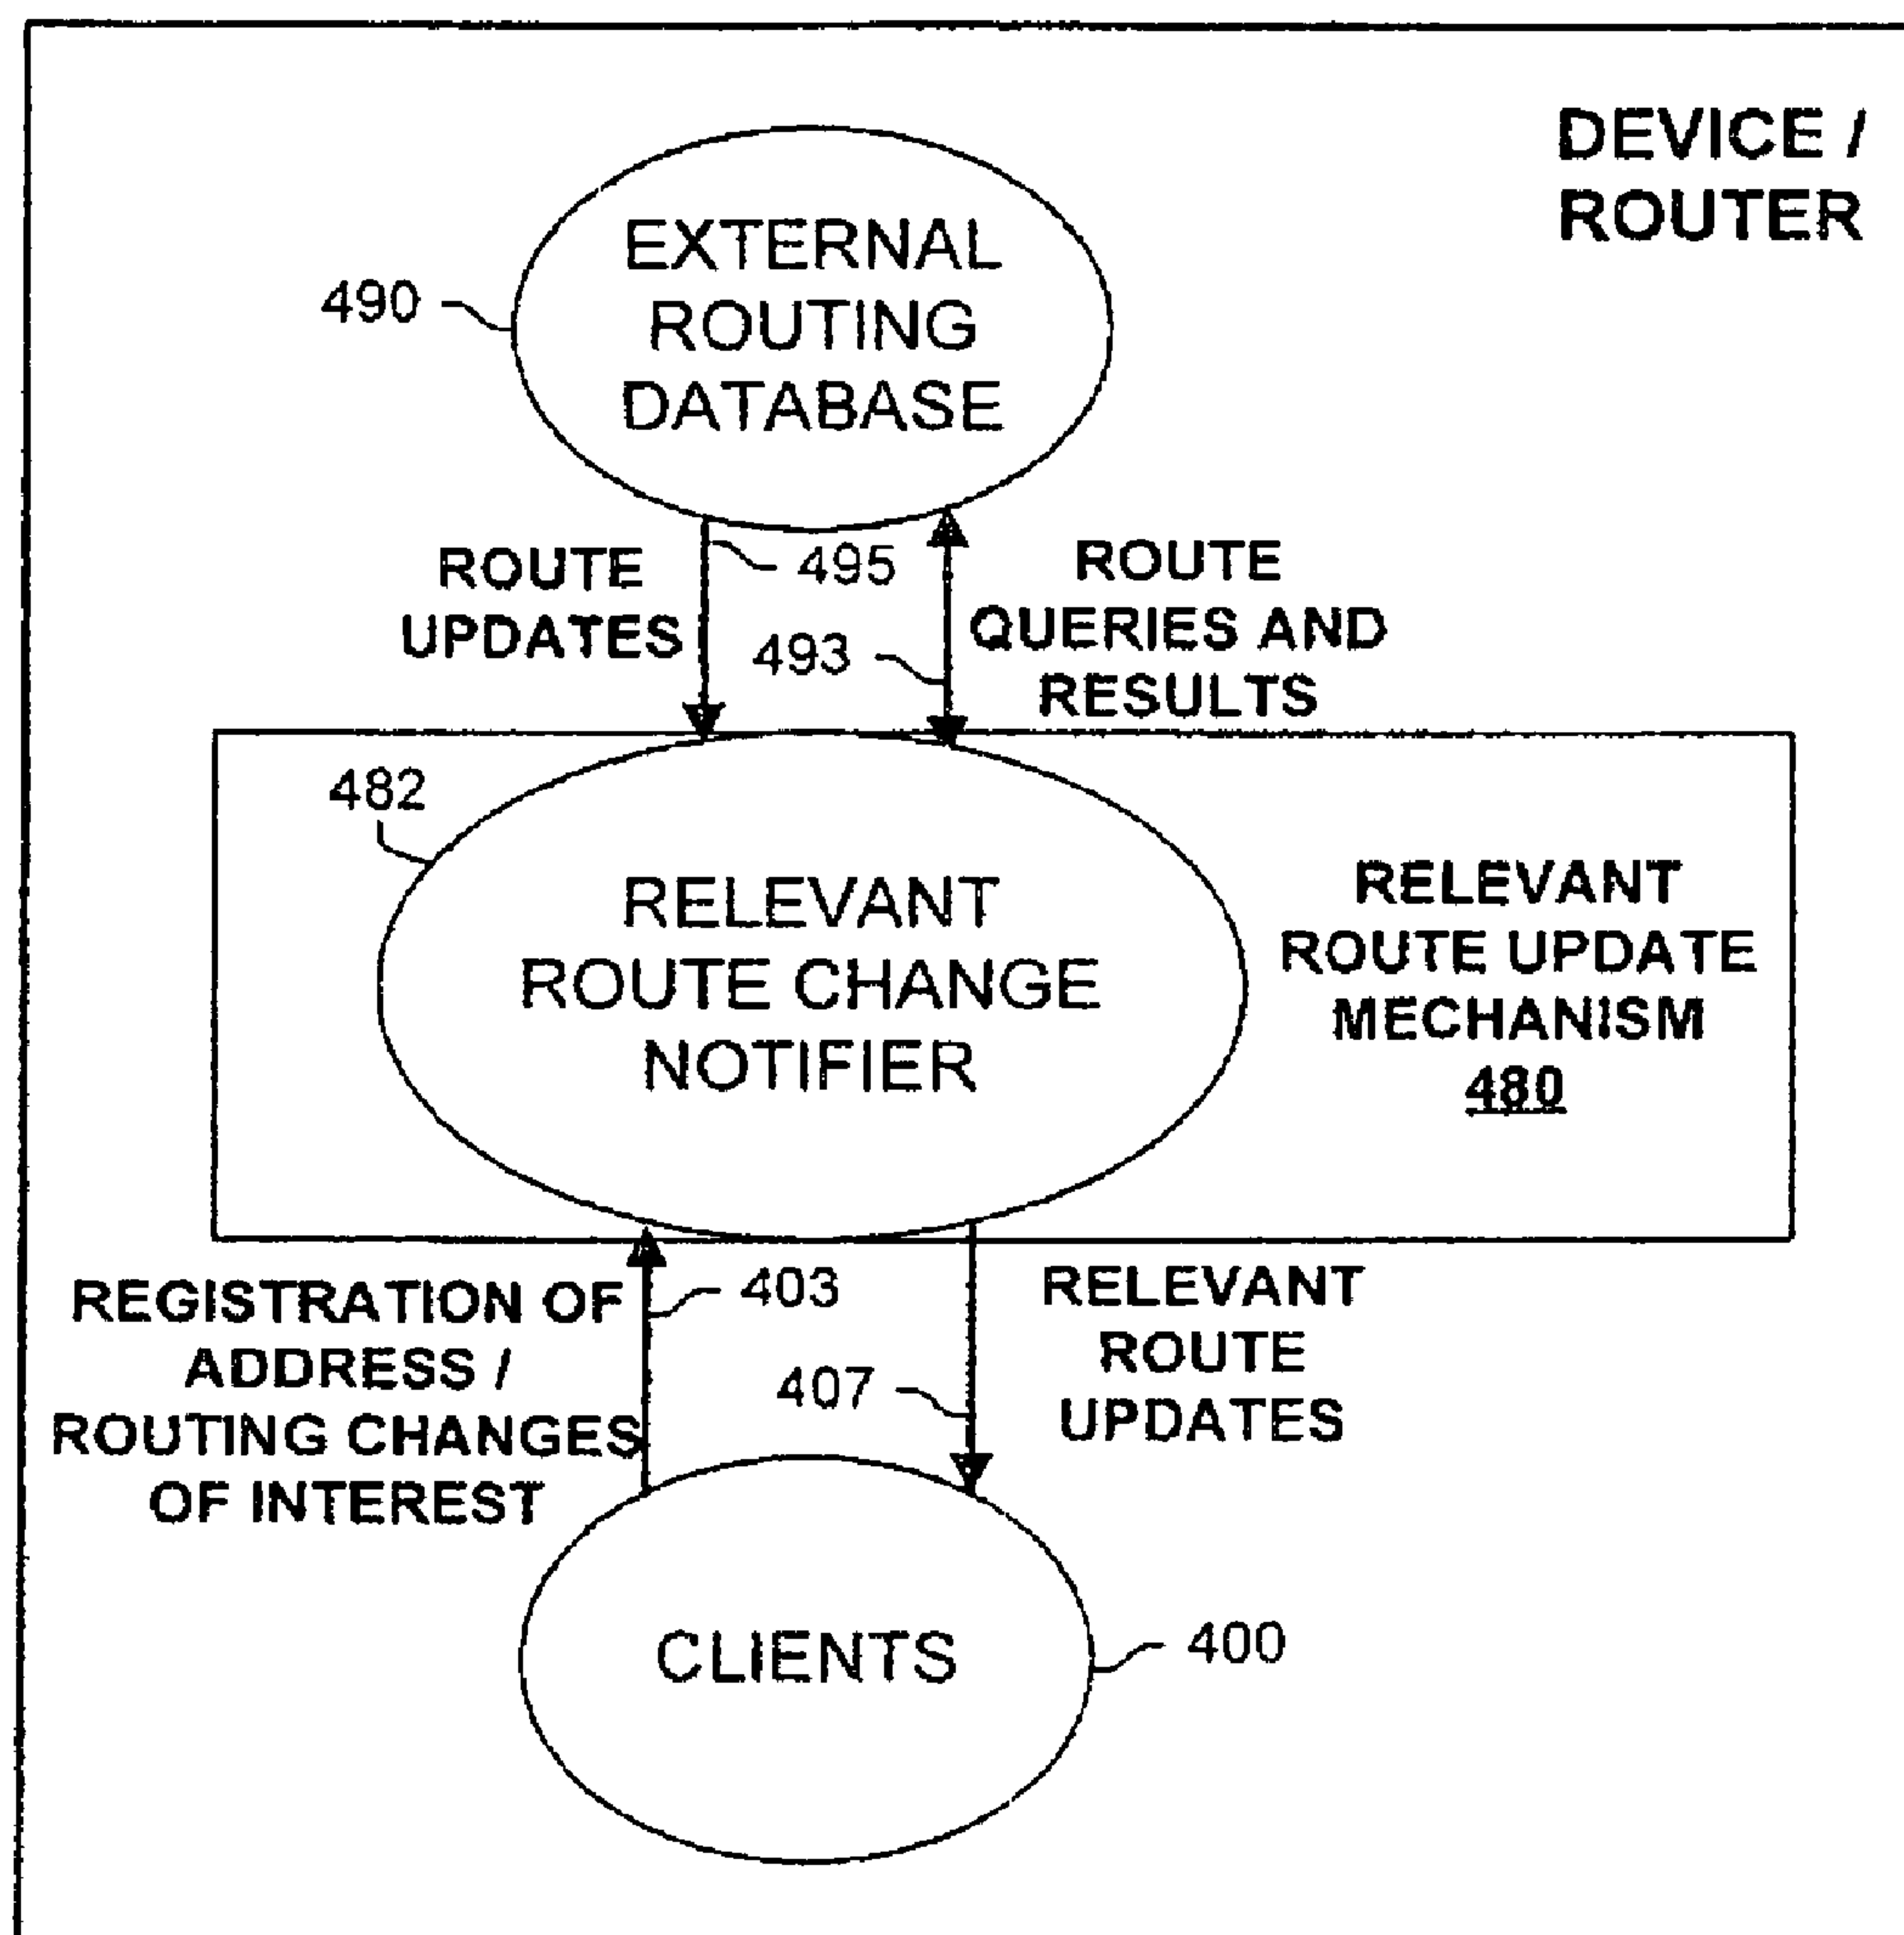 DEVICE /
ROUTER
EXTERNAL
ROUTING
DATABASE
490
ROUTE
UPDATES
495
493
ROUTE
QUERIES AND
RESULTS
482
RELEVANT
ROUTE CHANGE
NOTIFIER
RELEVANT
ROUTE UPDATE
MECHANISM
480
REGISTRATION OF
ADDRESS /
ROUTING CHANGES
OF INTEREST
403
407
RELEVANT
ROUTE
UPDATES
CLIENTS
400